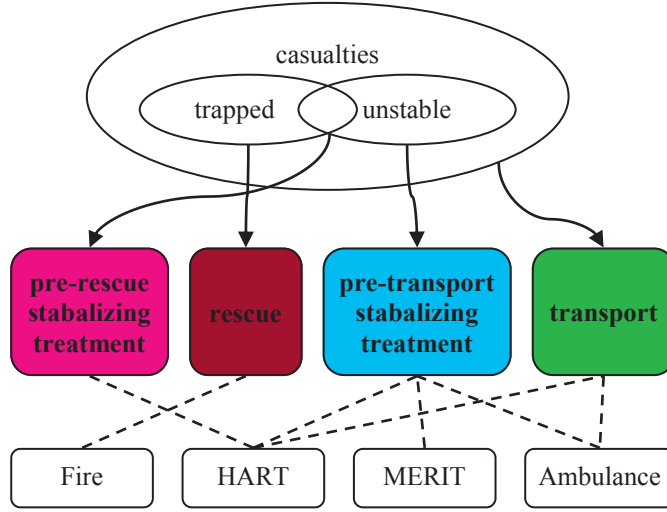 casualties
trapped
unstable
pre-rescue
stabalizing
treatment
rescue
pre-transport
stabalizing
treatment
transport
Fire
HART
MERIT
Ambulance